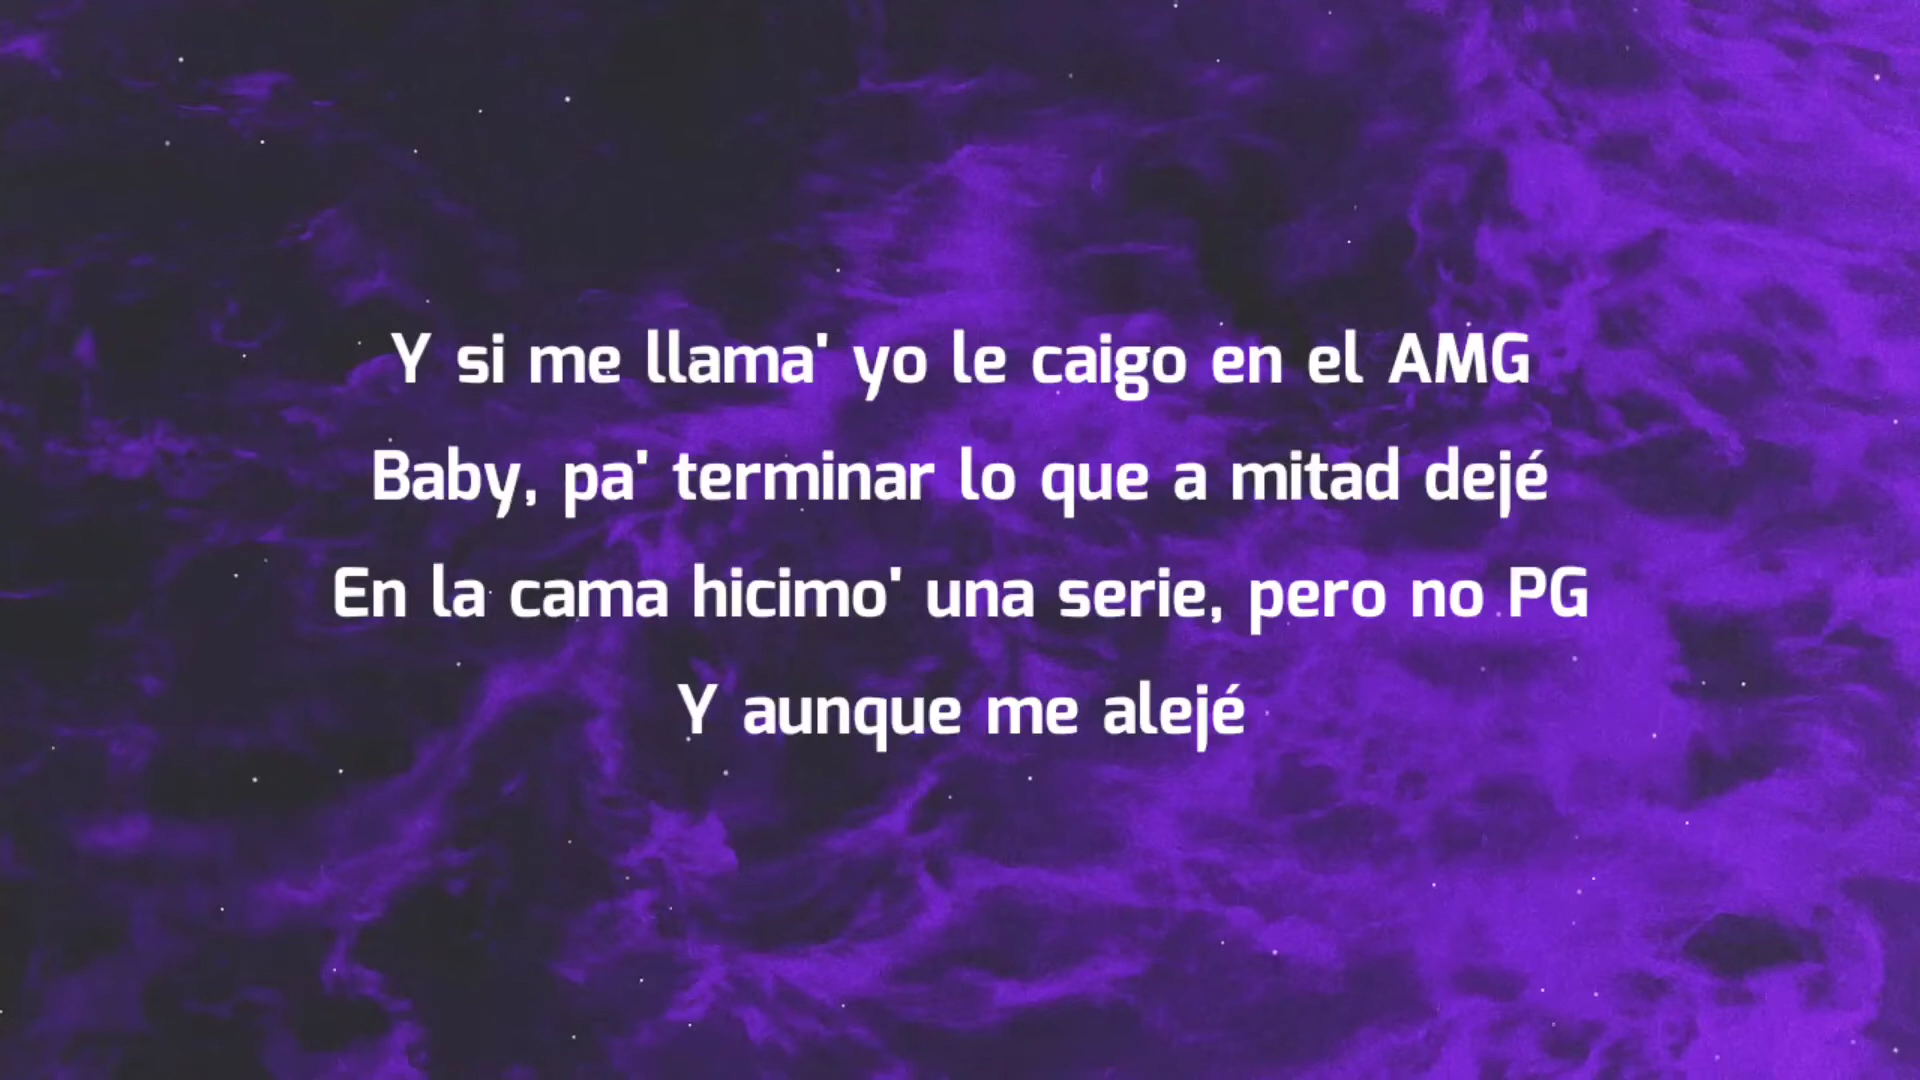 Y si me llama' yo le caigo en el AMG
Baby, pa' terminar lo que a mitad dejé
En la cama hicimo' una serie, pero no PG
Y aunque me alejé